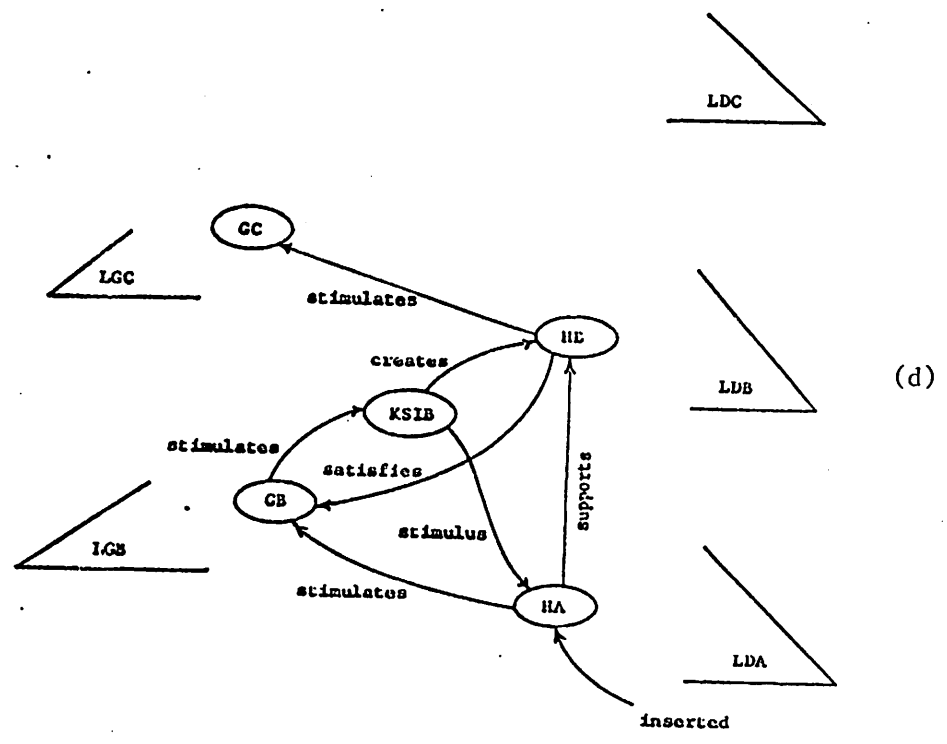 LDC
GC
LGC
stimulates
HB
creates
(d)
LDB
KSIB
stimulates
satisfies
supports
GB
stimulus
LGB
stimulates
HA
LDA
inserted